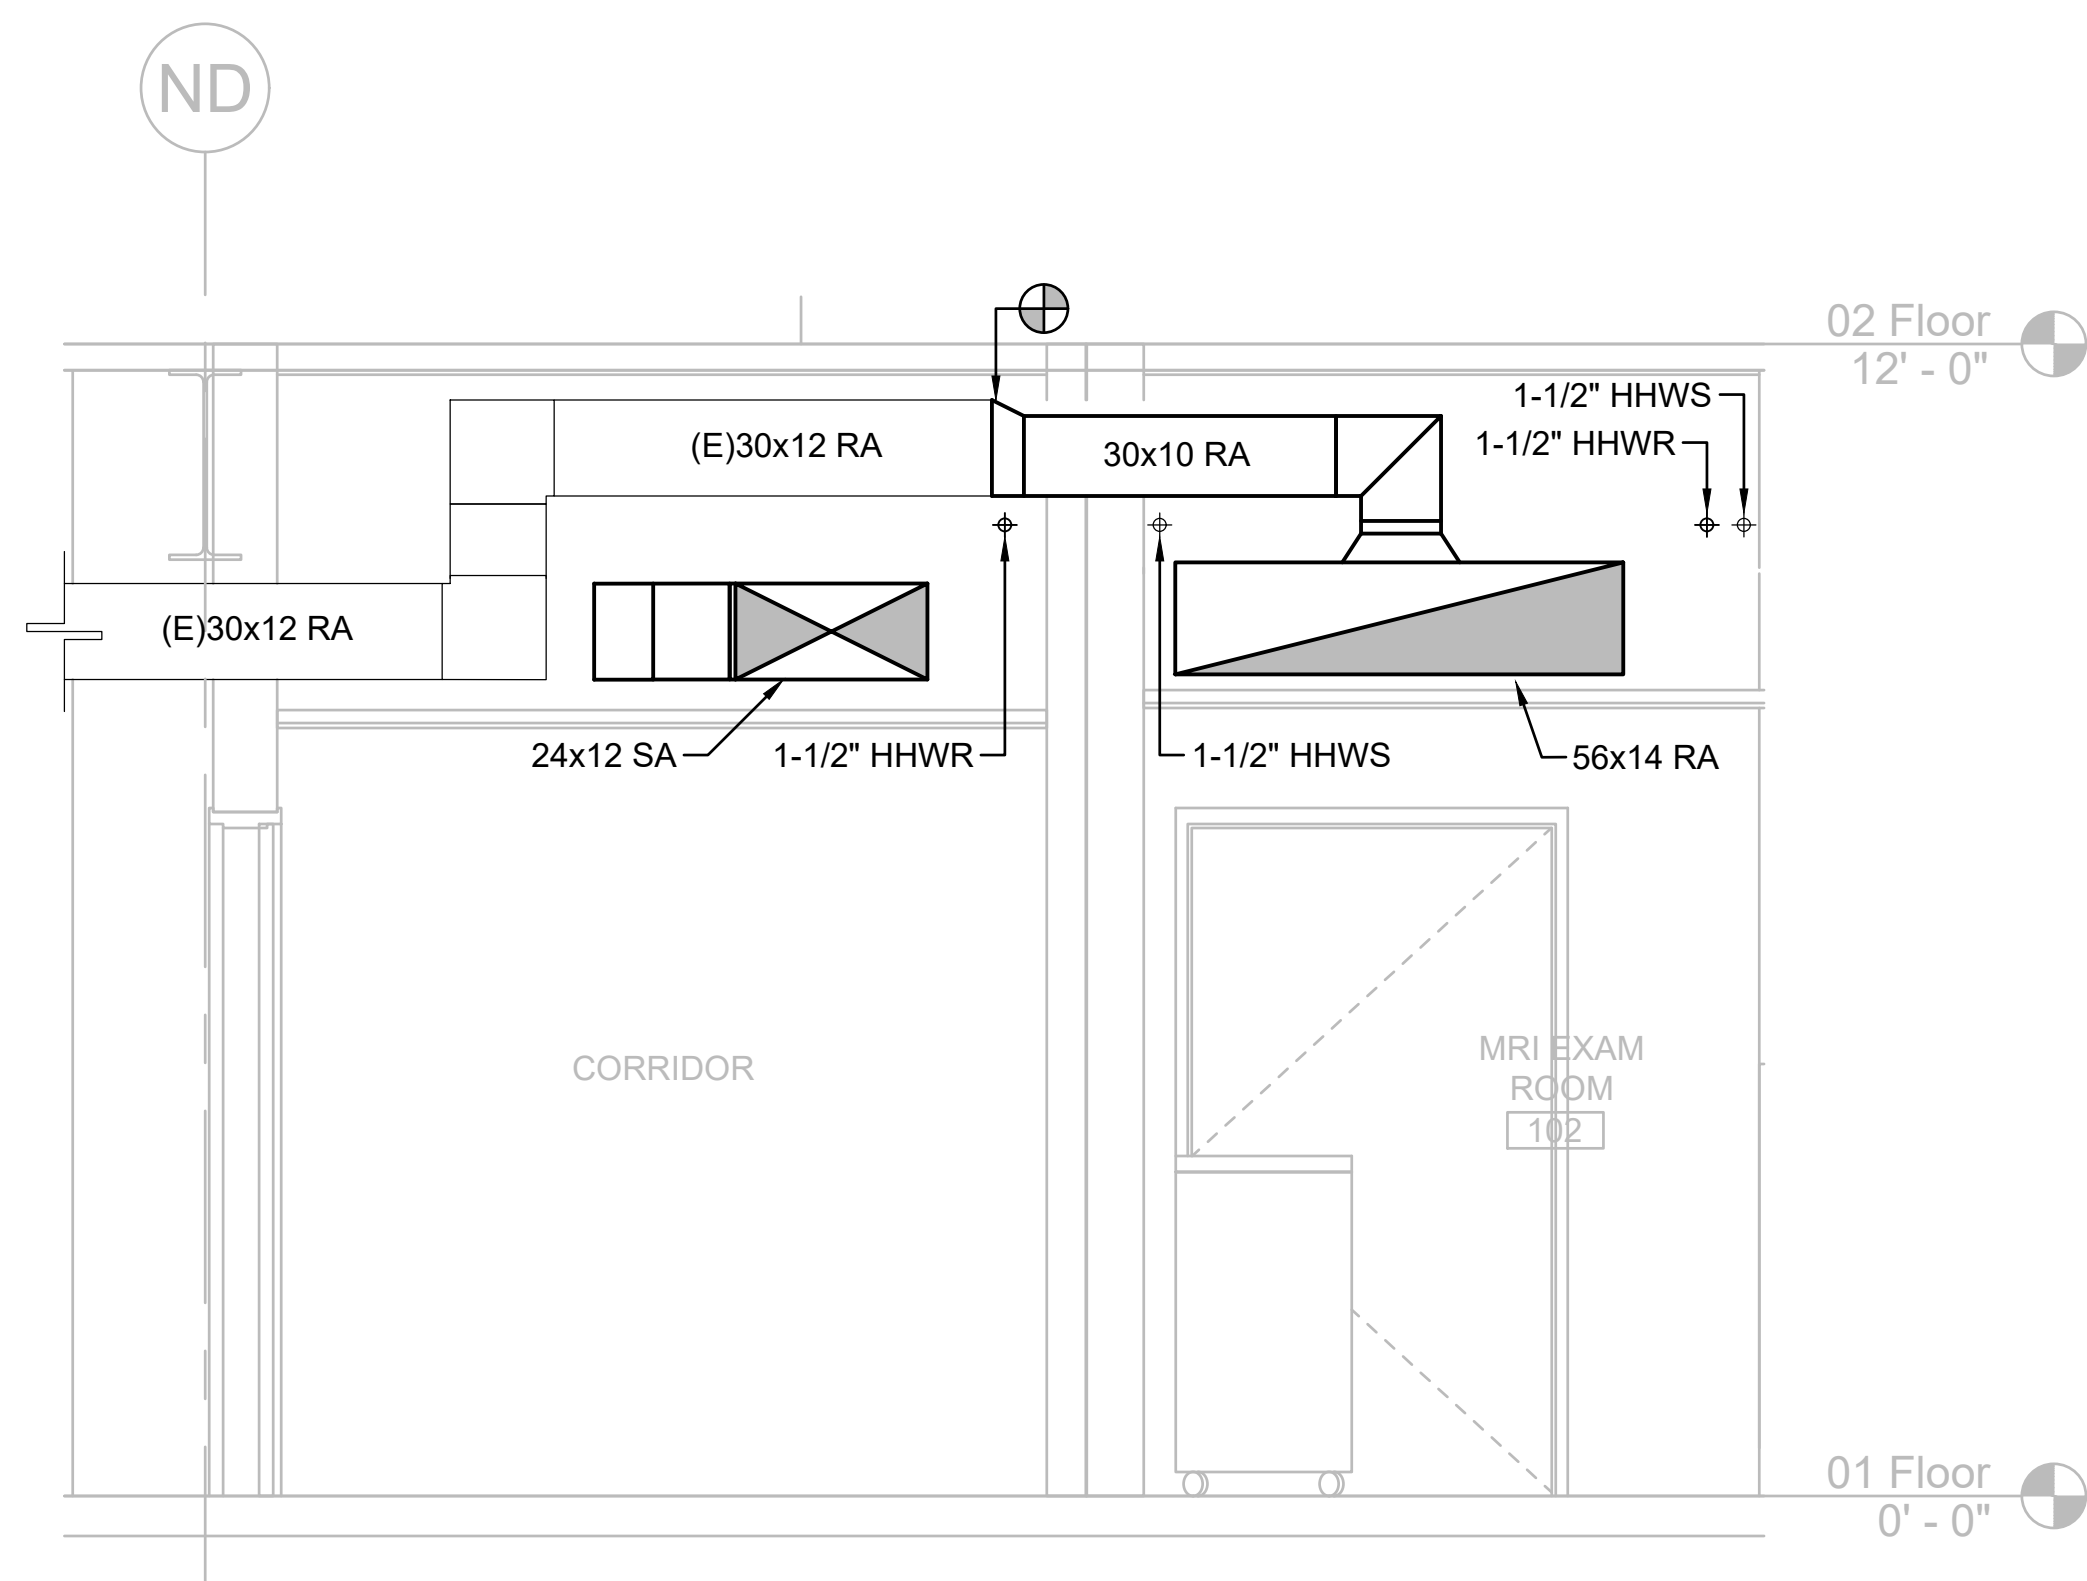 ND
02 Floor
12' - 0"
1-1/2" HHWS
1-1/2" HHWR
(E)30x12 RA
30x10 RA
(E)30x12 RA
24x12 SA
1-1/2" HHWR
1-1/2" HHWS
56x14 RA
CORRIDOR
MRI EXAM
ROOM
102
01 Floor
0' - 0"